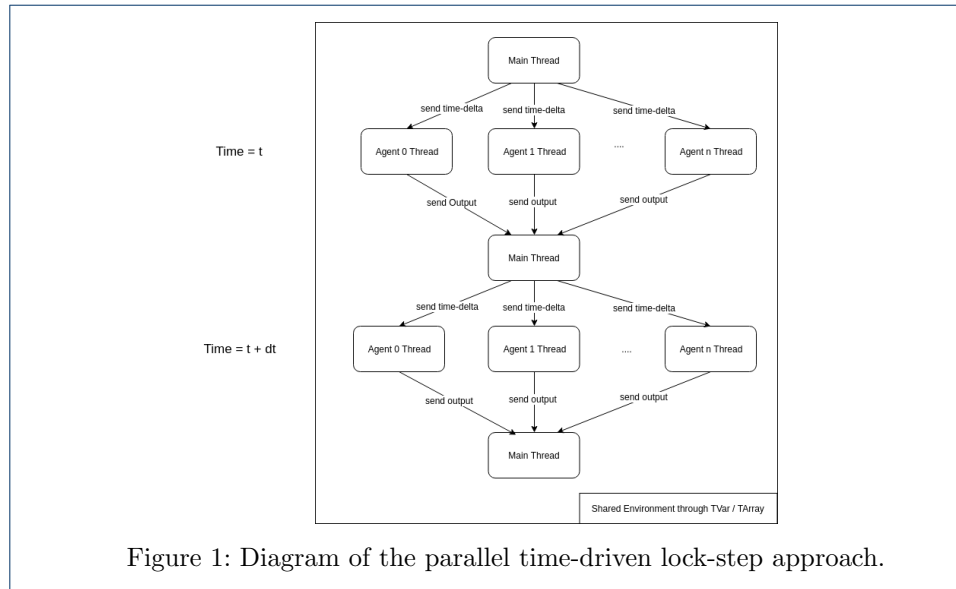 Main Thread
send time-delta send time-delta send time-delta
Time = t
Agent 0 Thread Agent 1 Thread .... Agent n Thread
send Output send output send output
Main Thread
send time-delta send time-delta send time-delta
Time = t + dt
Agent 0 Thread Agent 1 Thread .... Agent n Thread
send output send output send output
Main Thread
Shared Environment through TVar / TArray
Figure 1: Diagram of the parallel time-driven lock-step approach.